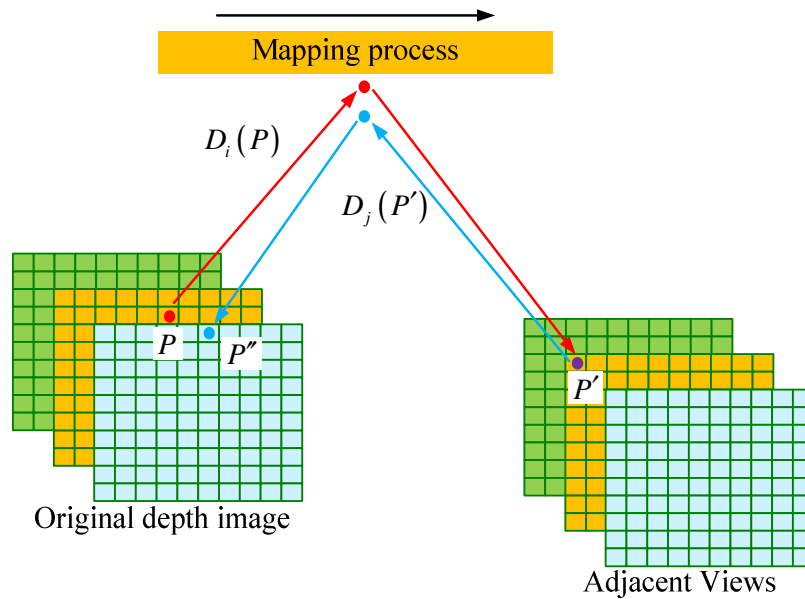 Mapping process
D_i(P)
D_j(P′)
P
P″
P′
Original depth image
Adjacent Views